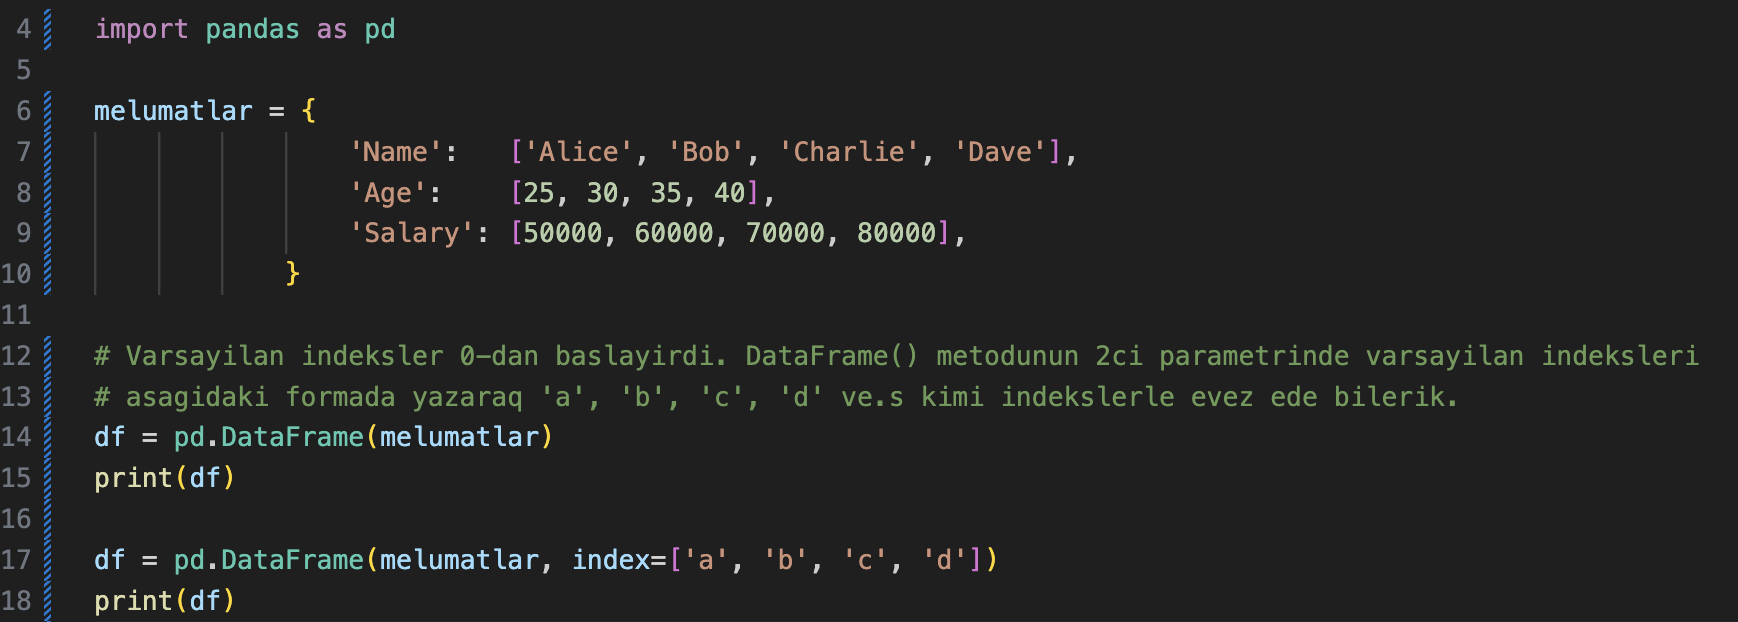 4 import pandas as pd
5
6 melumatlar = {
7 'Name': ['Alice', 'Bob', 'Charlie', 'Dave'],
8 'Age': [25, 30, 35, 40],
9 'Salary': [50000, 60000, 70000, 80000],
10 }
11
12 # Varsayilan indeksler 0-dan baslayirdi. DataFrame() metodunun 2ci parametrinde varsayilan indeksleri
13 # asagidaki formada yazaraq 'a', 'b', 'c', 'd' ve.s kimi indekslerle evez ede bilerik.
14 df = pd.DataFrame(melumatlar)
15 print(df)
16
17 df = pd.DataFrame(melumatlar, index=['a', 'b', 'c', 'd'])
18 print(df)